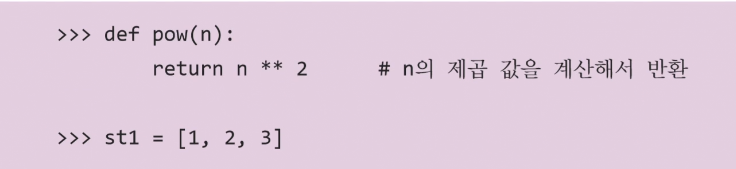 >>> def pow(n):
        return n ** 2      # n의 제곱 값을 계산해서 반환
>>> st1 = [1, 2, 3]